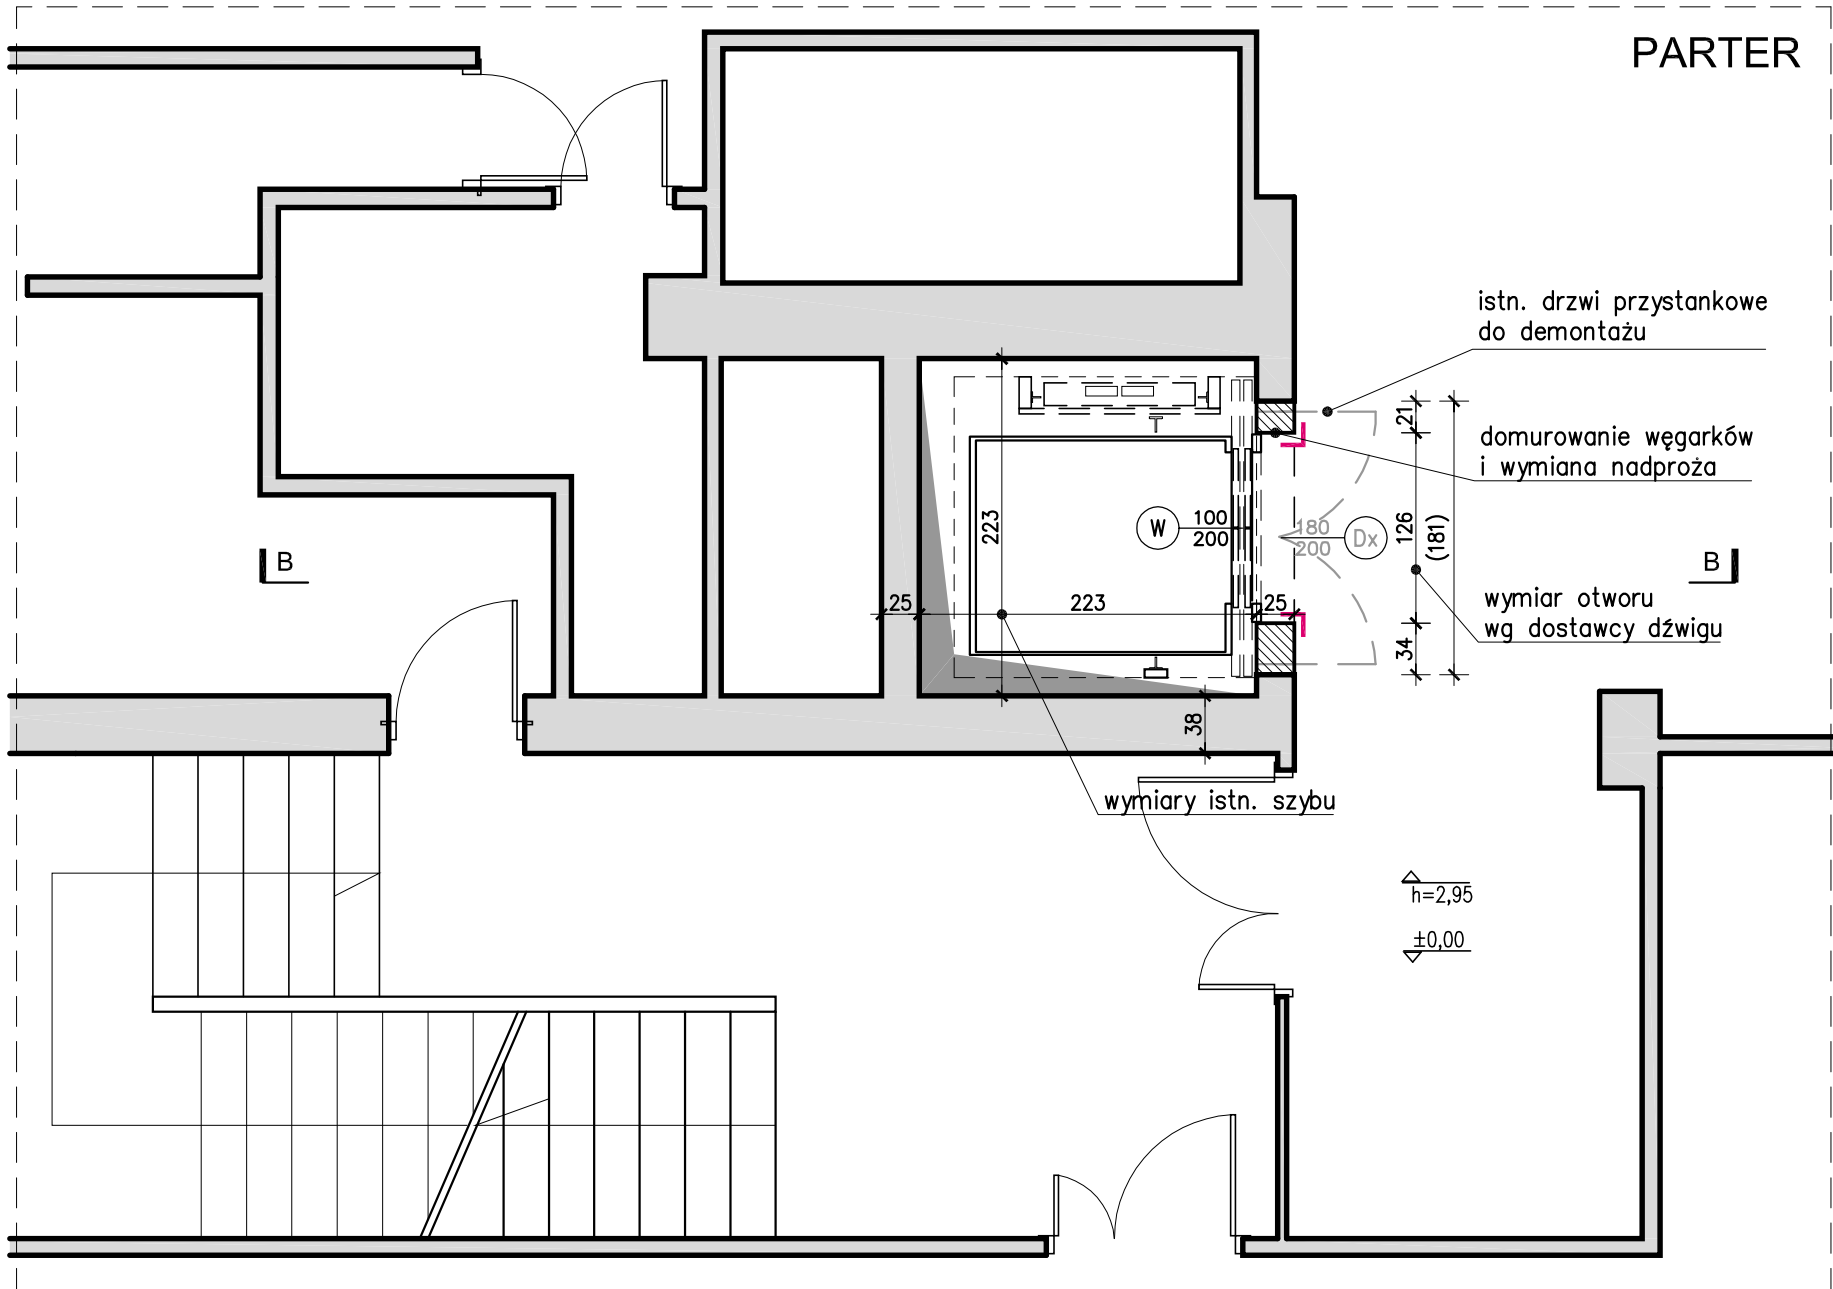 PARTER
istn. drzwi przystankowe
do demontażu
domurowanie węgarków
i wymiana nadproża
21
126
(181)
34
223
W
100
200
180
200
Dx
B
B
25
223
25
wymiar otworu
wg dostawcy dźwigu
38
wymiary istn. szybu
h=2,95
±0,00